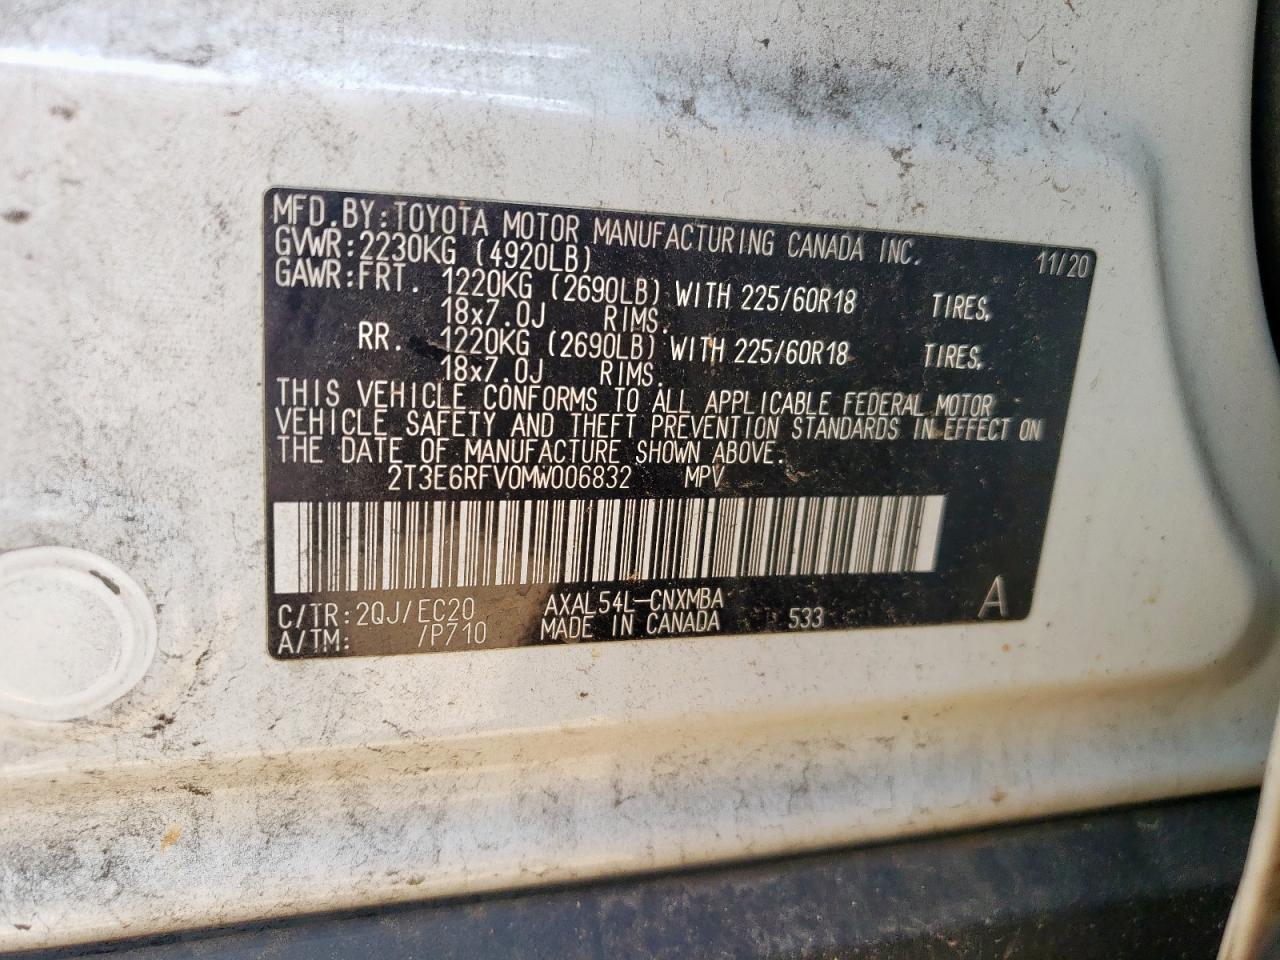 MFD.BY:TOYOTA MOTOR MANUFACTURING CANADA INC. 11/20
GVWR:2230KG (4920LB)
GAWR:FRT. 1220KG (2690LB) WITH 225/60R18 TIRES,
18x7.0J RIMS.
RR. 1220KG (2690LB) WITH 225/60R18 TIRES,
18x7.0J RIMS.
THIS VEHICLE CONFORMS TO ALL APPLICABLE FEDERAL MOTOR
VEHICLE SAFETY AND THEFT PREVENTION STANDARDS IN EFFECT ON
THE DATE OF MANUFACTURE SHOWN ABOVE.
2T3E6RFV0MW006832 MPV
C/TR:2QJ/EC20 AXAL54L-CNXMBA A
A/TM: /P710 MADE IN CANADA 533